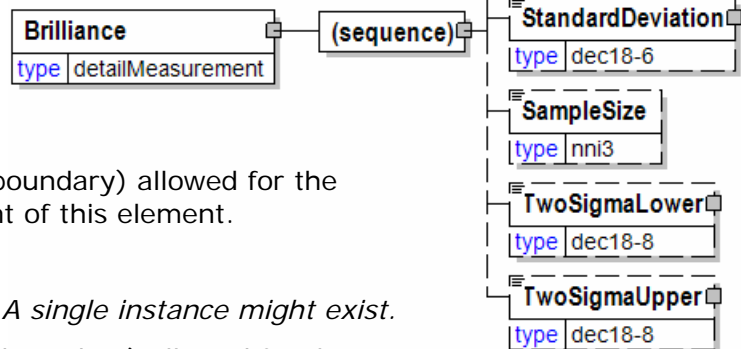 StandardDeviation
type dec18-6
Brilliance
type detailMeasurement
(sequence)
SampleSize
type nni3
boundary) allowed for the
t of this element.
TwoSigmaLower
type dec18-8
A single instance might exist.
TwoSigmaUpper
type dec18-8